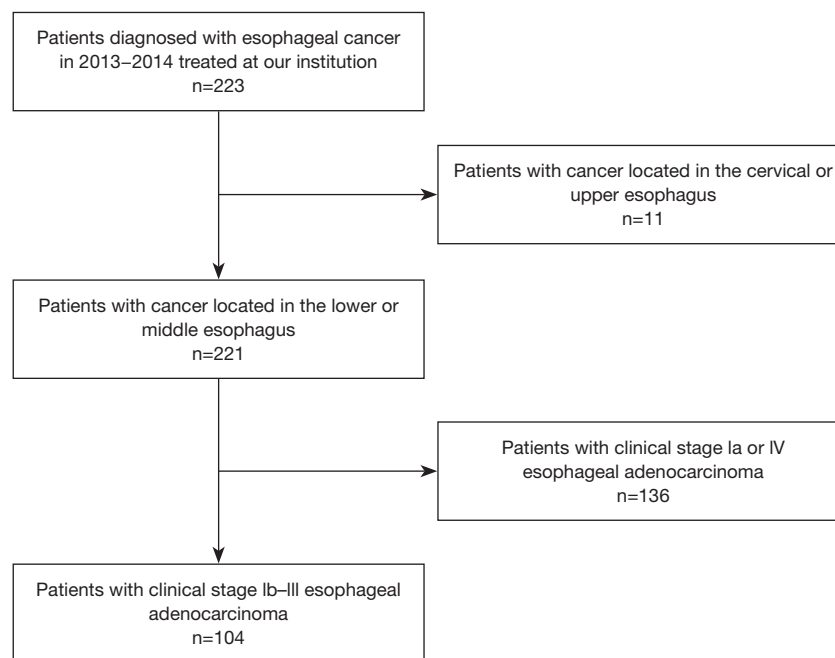 Patients diagnosed with esophageal cancer
in 2013–2014 treated at our institution
n=223
Patients with cancer located in the cervical or
upper esophagus
n=11
Patients with cancer located in the lower or
middle esophagus
n=221
Patients with clinical stage Ia or IV
esophageal adenocarcinoma
n=136
Patients with clinical stage Ib–III esophageal
adenocarcinoma
n=104